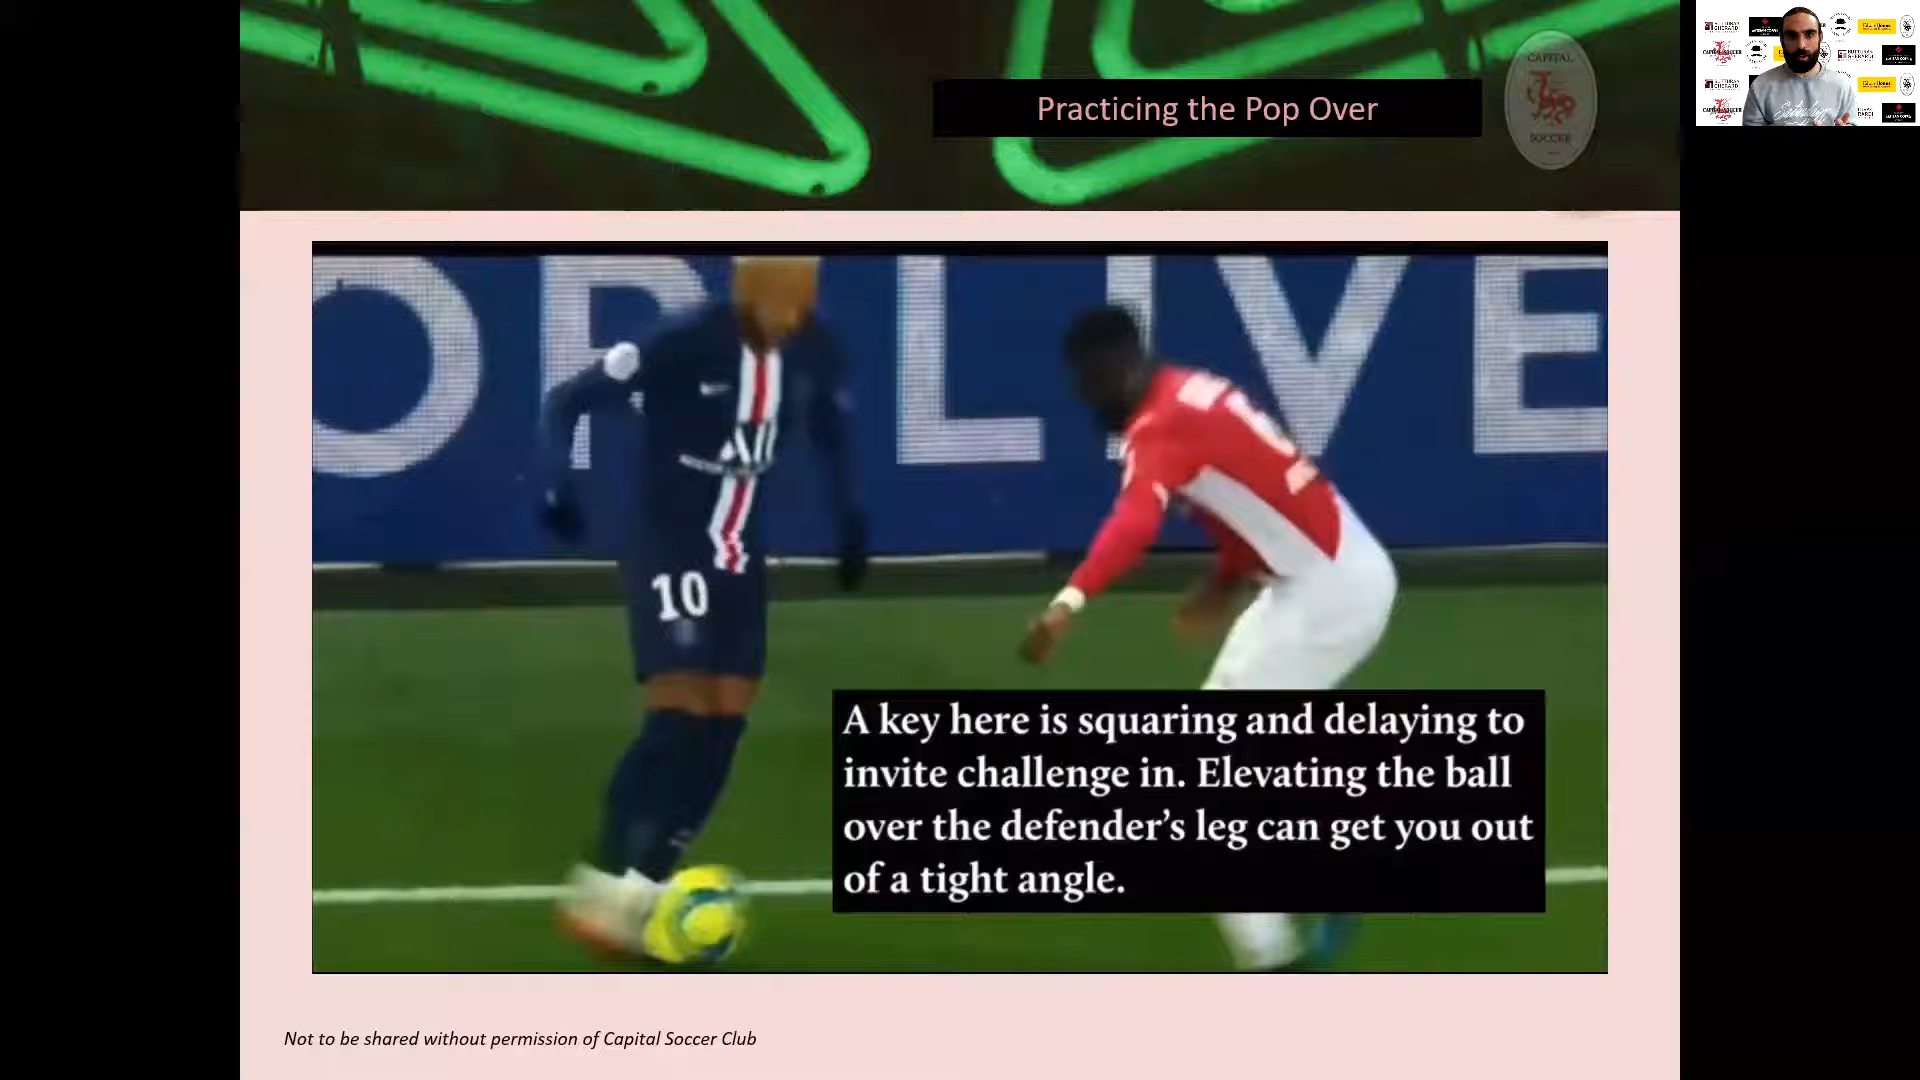 Practicing the Pop Over
CAPITAL
SOCCER
OR LIVE
10
A key here is squaring and delaying to
invite challenge in. Elevating the ball
over the defender's leg can get you out
of a tight angle.
Not to be shared without permission of Capital Soccer Club